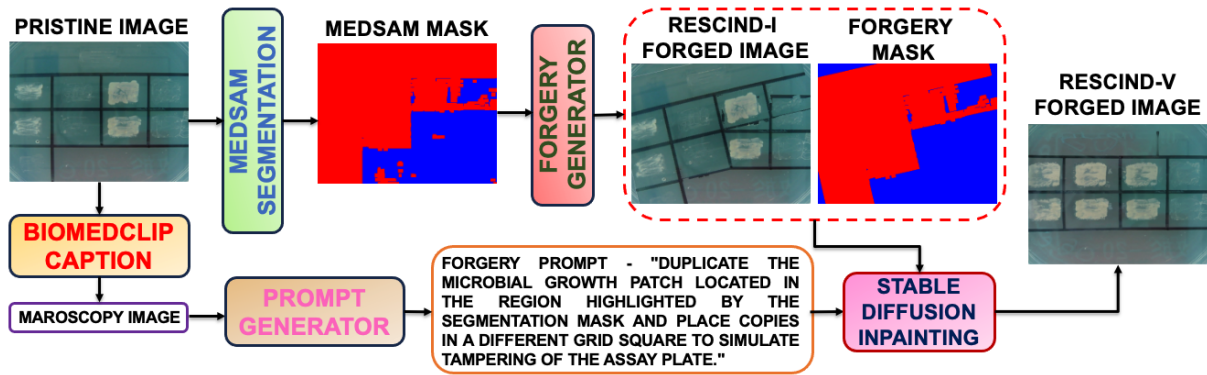 PRISTINE IMAGE
MEDSAM
SEGMENTATION
MEDSAM MASK
FORGERY
GENERATOR
RESCIND-I
FORGED IMAGE
FORGERY
MASK
RESCIND-V
FORGED IMAGE
BIOMEDCLIP
CAPTION
MAROSCOPY IMAGE
PROMPT
GENERATOR
FORGERY PROMPT - "DUPLICATE THE
MICROBIAL GROWTH PATCH LOCATED IN
THE REGION HIGHLIGHTED BY THE
SEGMENTATION MASK AND PLACE COPIES
IN A DIFFERENT GRID SQUARE TO SIMULATE
TAMPERING OF THE ASSAY PLATE."
STABLE
DIFFUSION
INPAINTING